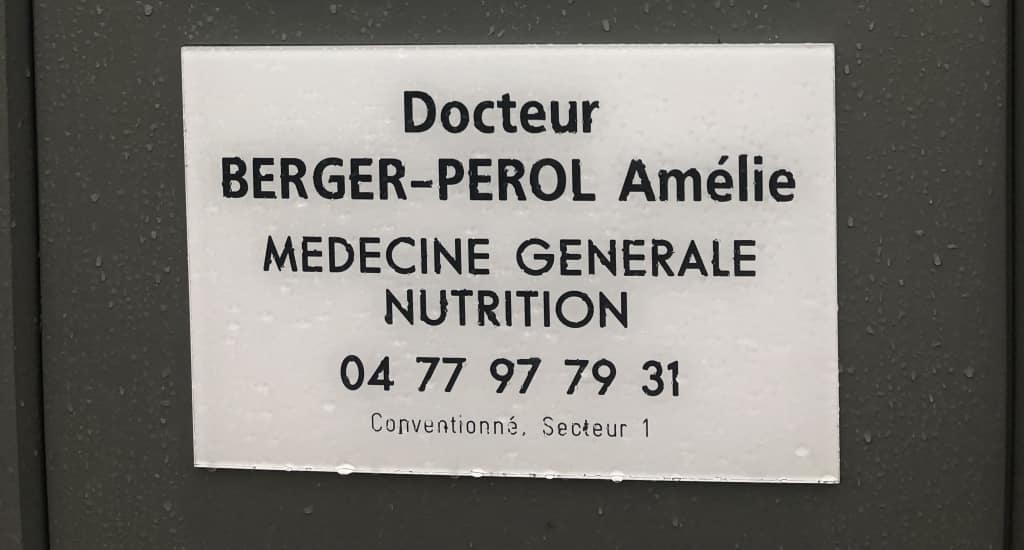 Docteur
BERGER-PEROL Amélie
MEDECINE GENERALE
NUTRITION
04 77 97 79 31
Conventionné, Secteur 1